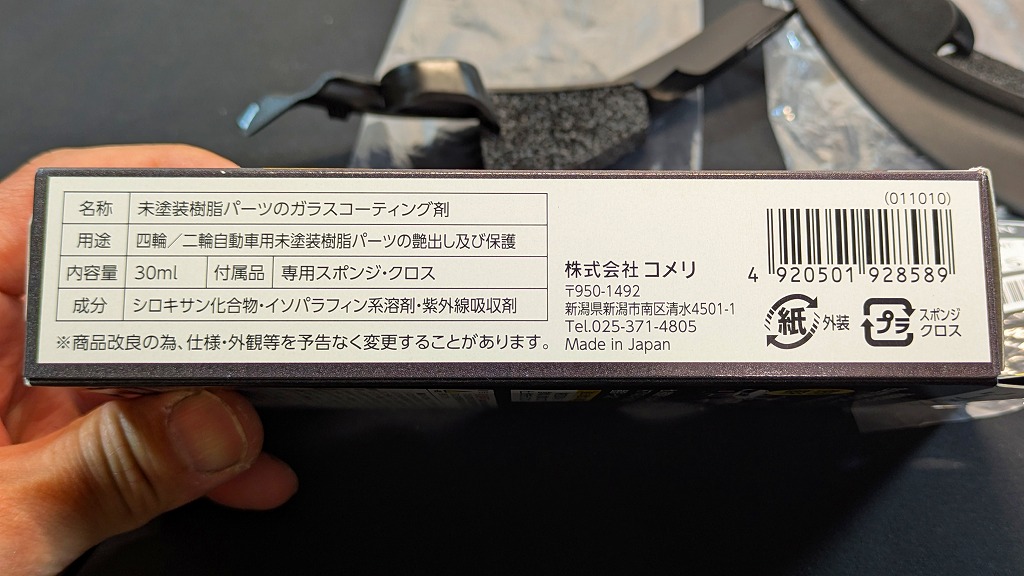 名称 未塗装樹脂パーツのガラスコーティング剤
用途 四輪/二輪自動車用未塗装樹脂パーツの艶出し及び保護
内容量 30ml 付属品 専用スポンジ・クロス
成分 シロキサン化合物・イソパラフィン系溶剤・紫外線吸収剤
※商品改良の為、仕様・外観等を予告なく変更することがあります。
株式会社 コメリ
〒950-1492
新潟県新潟市南区清水4501-1
Tel.025-371-4805
Made in Japan
(011010)
4 920501 928589
紙 外装
プラ スポンジ
クロス